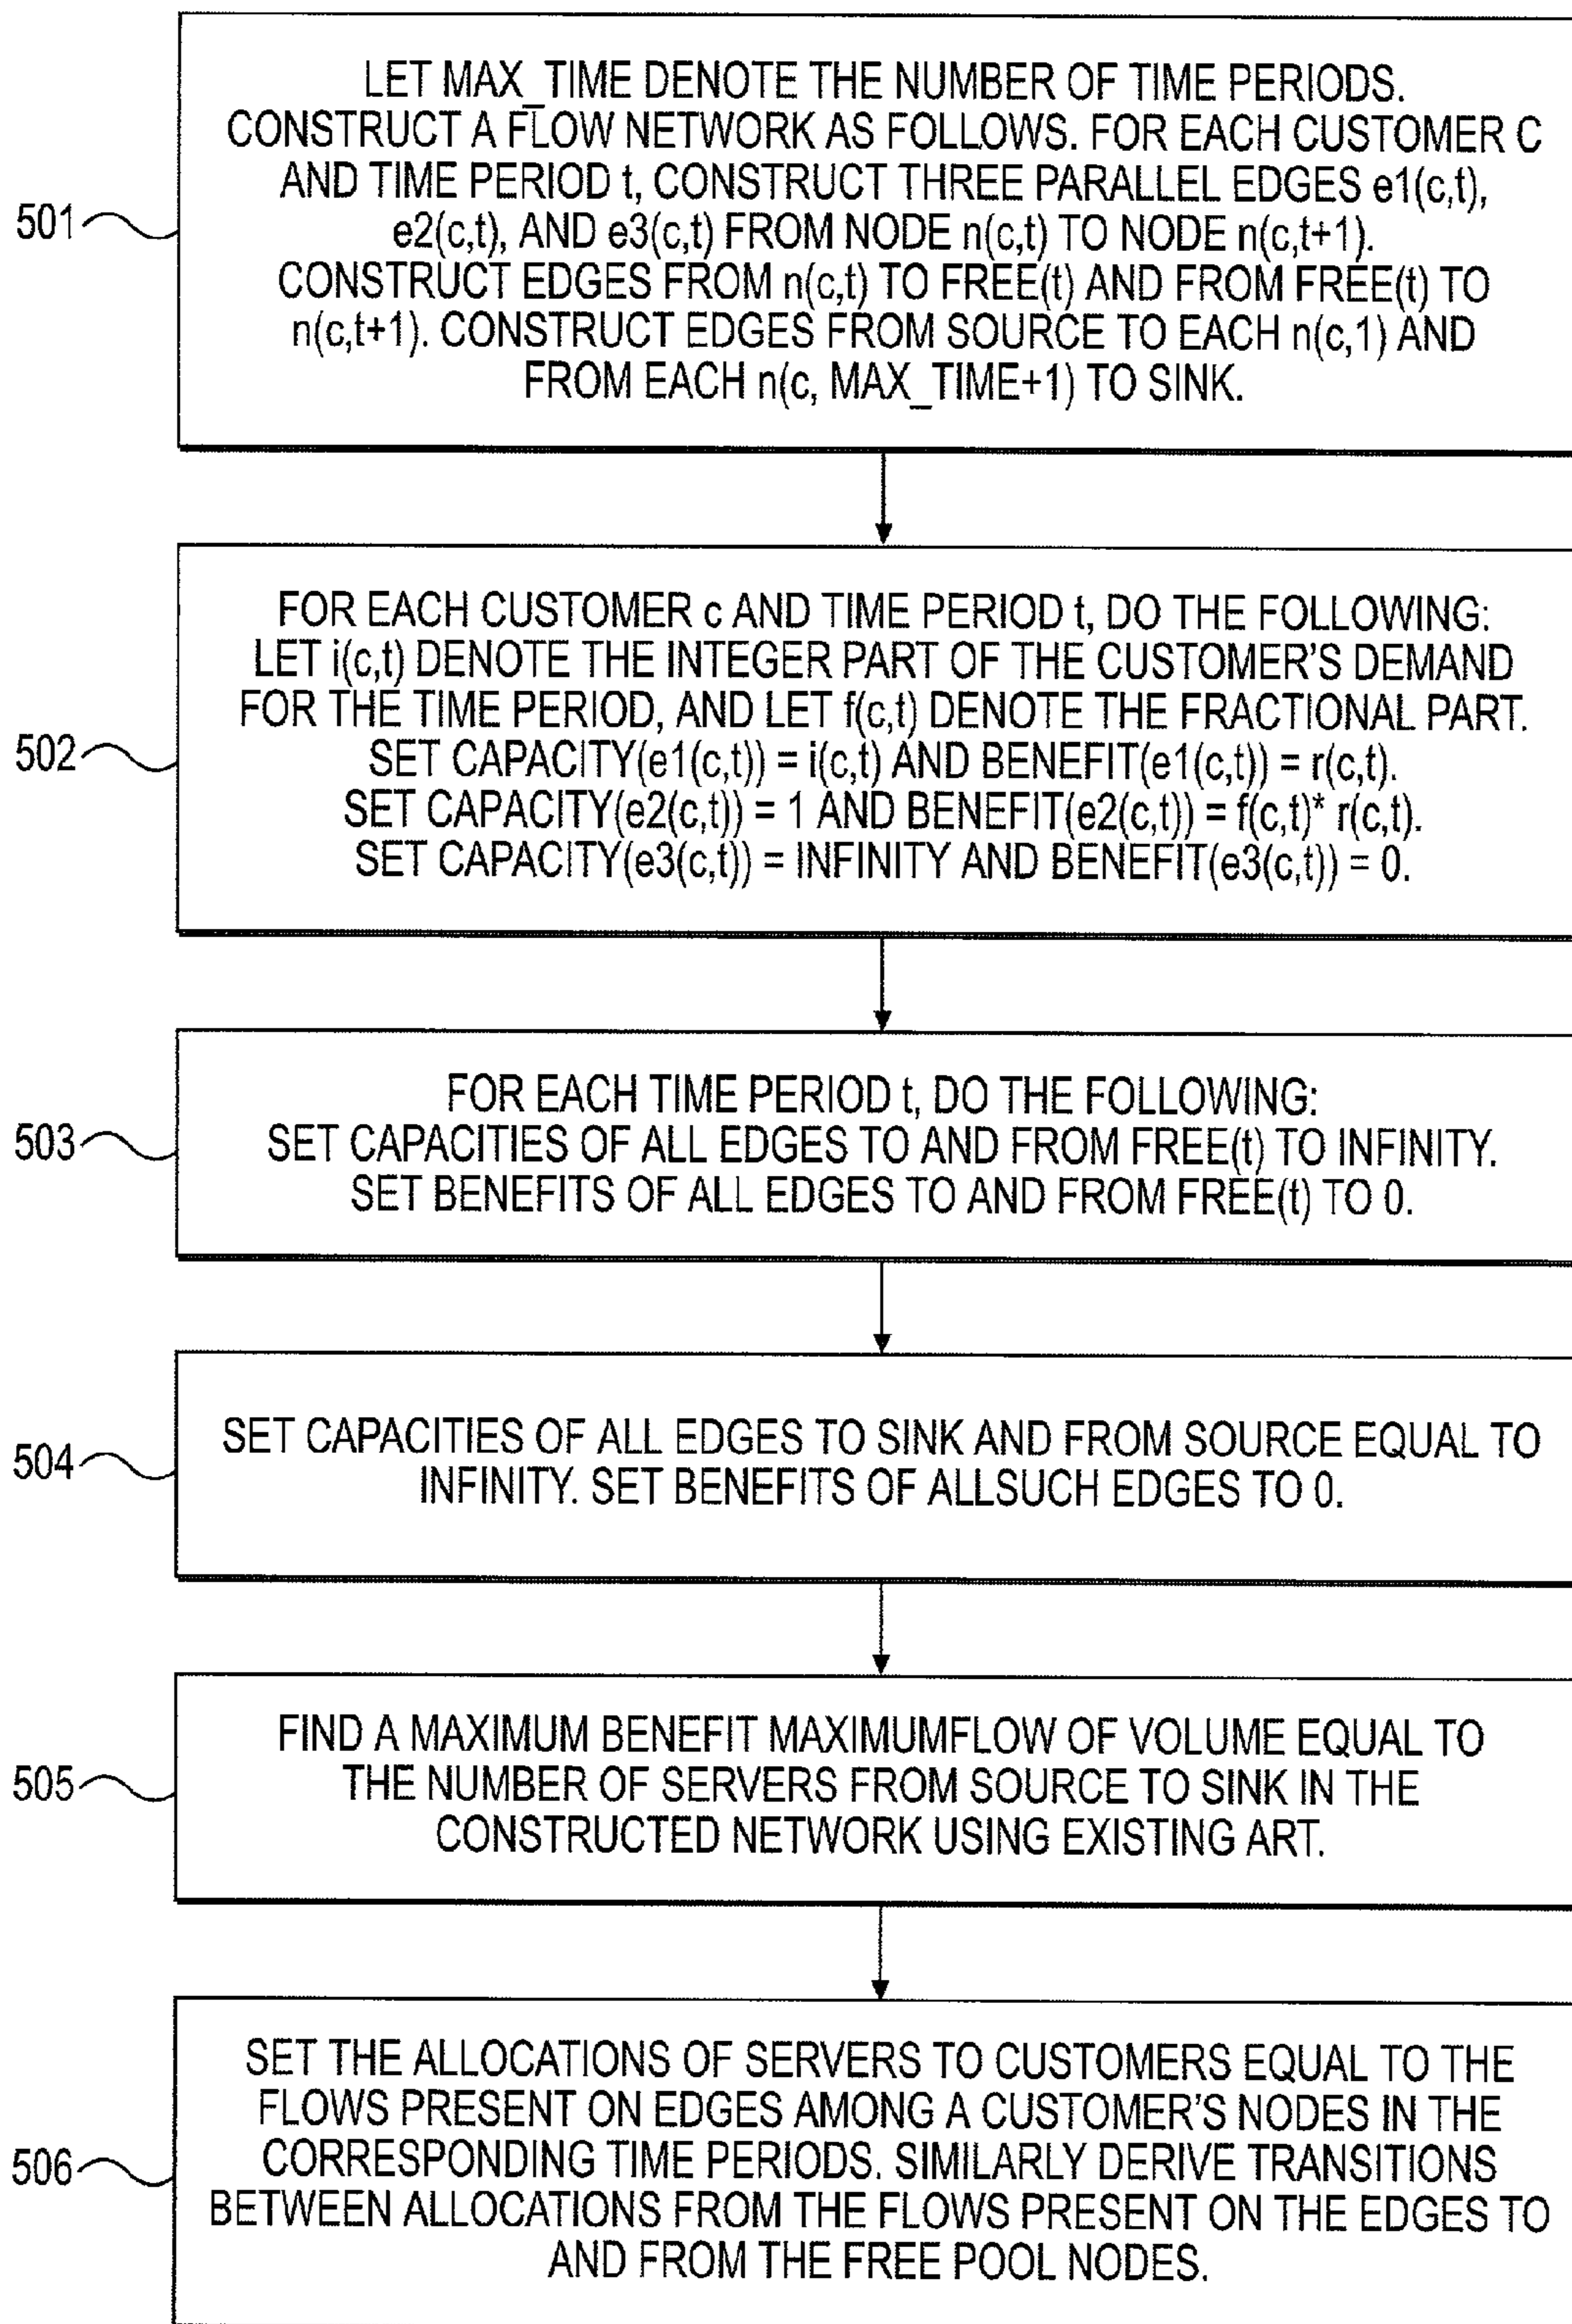 LET MAX_TIME DENOTE THE NUMBER OF TIME PERIODS.
CONSTRUCT A FLOW NETWORK AS FOLLOWS. FOR EACH CUSTOMER C
AND TIME PERIOD t, CONSTRUCT THREE PARALLEL EDGES e1(c,t),
501
e2(c,t), AND e3(c,t) FROM NODE n(c,t) TO NODE n(c,t+1).
CONSTRUCT EDGES FROM n(c,t) TO FREE(t) AND FROM FREE(t) TO
n(c,t+1). CONSTRUCT EDGES FROM SOURCE TO EACH n(c,1) AND
FROM EACH n(c, MAX_TIME+1) TO SINK.
FOR EACH CUSTOMER c AND TIME PERIOD t, DO THE FOLLOWING:
LET i(c,t) DENOTE THE INTEGER PART OF THE CUSTOMER'S DEMAND
FOR THE TIME PERIOD, AND LET f(c,t) DENOTE THE FRACTIONAL PART.
502
SET CAPACITY(e1(c,t)) = i(c,t) AND BENEFIT(e1(c,t)) = r(c,t).
SET CAPACITY(e2(c,t)) = 1 AND BENEFIT(e2(c,t)) = f(c,t)* r(c,t).
SET CAPACITY(e3(c,t)) = INFINITY AND BENEFIT(e3(c,t)) = 0.
FOR EACH TIME PERIOD t, DO THE FOLLOWING:
503
SET CAPACITIES OF ALL EDGES TO AND FROM FREE(t) TO INFINITY.
SET BENEFITS OF ALL EDGES TO AND FROM FREE(t) TO 0.
504
SET CAPACITIES OF ALL EDGES TO SINK AND FROM SOURCE EQUAL TO
INFINITY. SET BENEFITS OF ALLSUCH EDGES TO 0.
FIND A MAXIMUM BENEFIT MAXIMUMFLOW OF VOLUME EQUAL TO
505
THE NUMBER OF SERVERS FROM SOURCE TO SINK IN THE
CONSTRUCTED NETWORK USING EXISTING ART.
SET THE ALLOCATIONS OF SERVERS TO CUSTOMERS EQUAL TO THE
FLOWS PRESENT ON EDGES AMONG A CUSTOMER'S NODES IN THE
506
CORRESPONDING TIME PERIODS. SIMILARLY DERIVE TRANSITIONS
BETWEEN ALLOCATIONS FROM THE FLOWS PRESENT ON THE EDGES TO
AND FROM THE FREE POOL NODES.